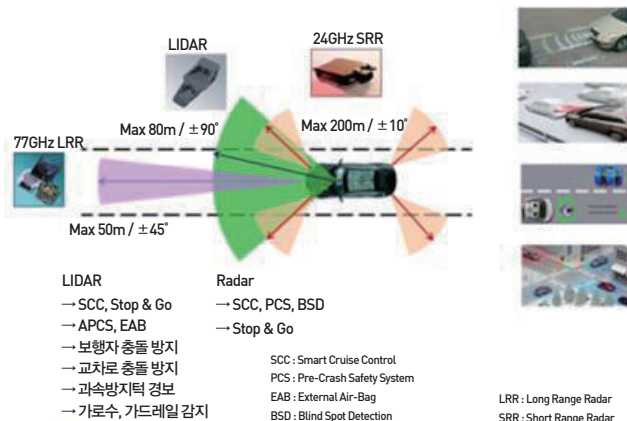 LIDAR
24GHz SRR
Max 80m / ±90˚
Max 200m / ±10˚
77GHz LRR
Max 50m / ±45˚
LIDAR
→ SCC, Stop & Go
→ APCS, EAB
→ 보행자 충돌 방지
→ 교차로 충돌 방지
→ 과속방지턱 경보
→ 가로수, 가드레일 감지
Radar
→ SCC, PCS, BSD
→ Stop & Go
SCC : Smart Cruise Control
PCS : Pre-Crash Safety System
EAB : External Air-Bag
BSD : Blind Spot Detection
LRR : Long Range Radar
SRR : Short Range Radar